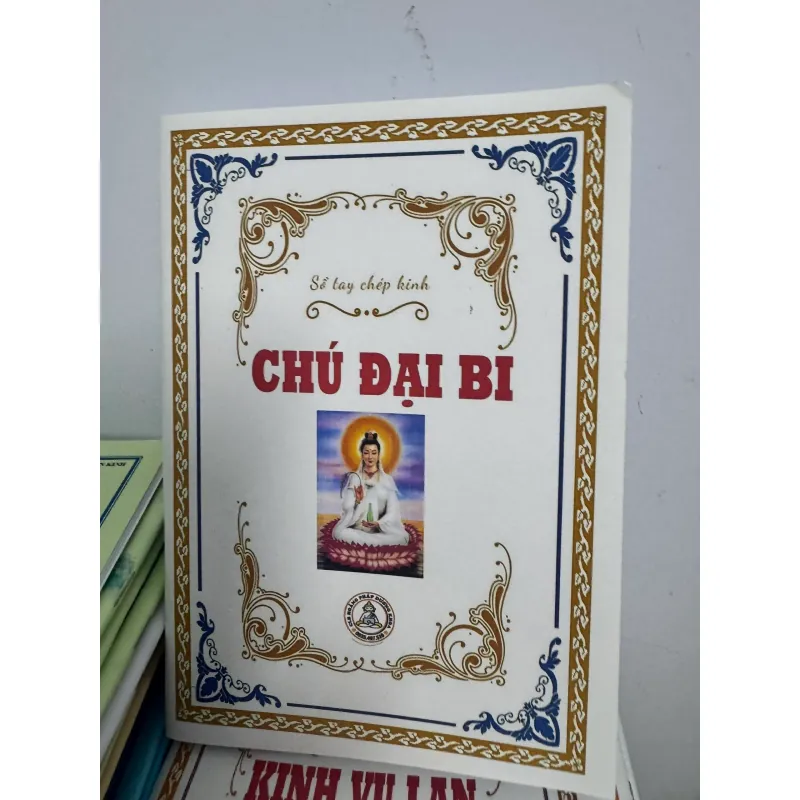 Sổ tay chép kinh
CHÚ ĐẠI BI
KINH VU LAN